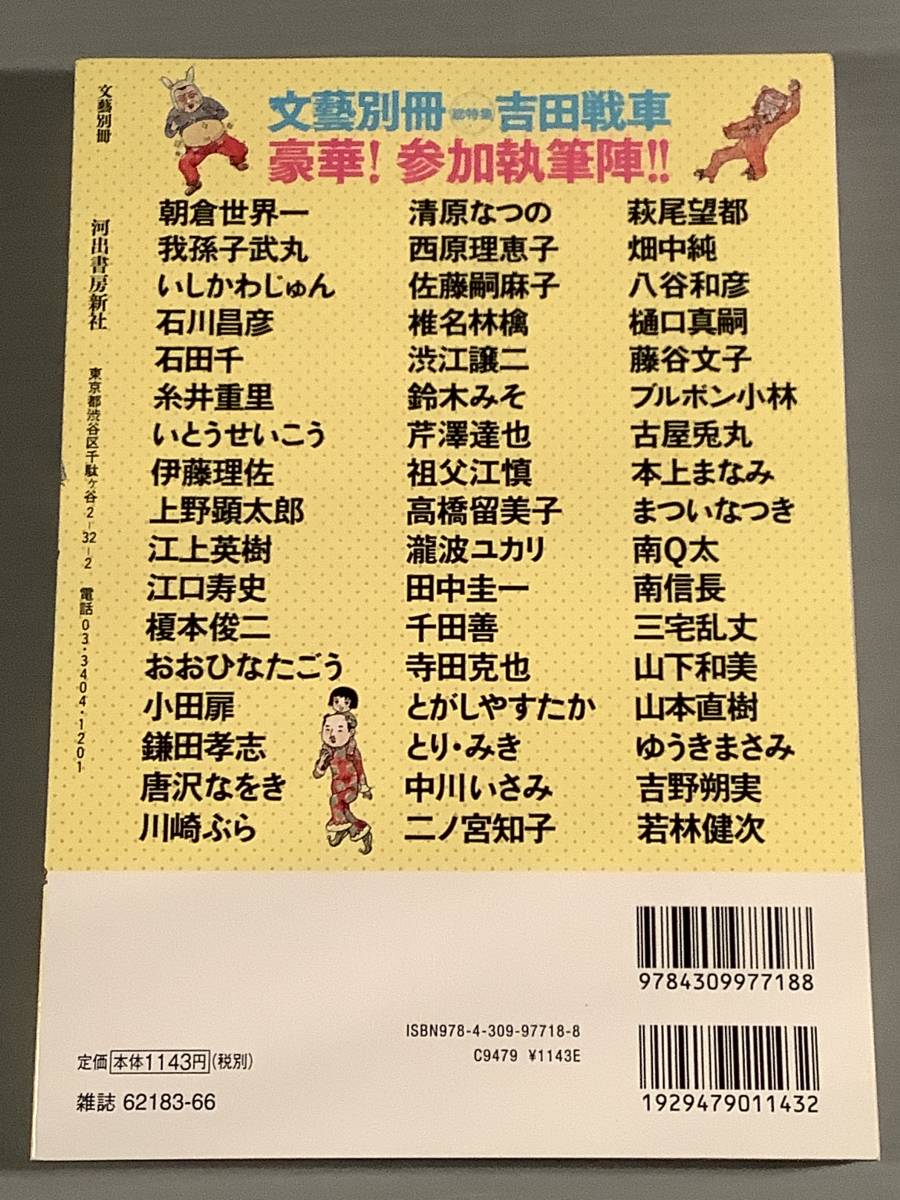 文藝別冊 総特集 吉田戦車
豪華! 参加執筆陣!!
朝倉世界一
我孫子武丸
いしかわじゅん
石川昌彦
石田千
糸井重里
いとうせいこう
伊藤理佐
上野顕太郎
江上英樹
江口寿史
榎本俊二
おおひなたごう
小田扉
鎌田孝志
唐沢なをき
川崎ぶら
清原なつの
西原理恵子
佐藤嗣麻子
椎名林檎
渋江譲二
鈴木みそ
芹澤達也
祖父江慎
高橋留美子
瀧波ユカリ
田中圭一
千田善
寺田克也
とがしやすたか
とり・みき
中川いさみ
二ノ宮知子
萩尾望都
畑中純
八谷和彦
樋口真嗣
藤谷文子
ブルボン小林
古屋兎丸
本上まなみ
まついなつき
南Q太
南信長
三宅乱丈
山下和美
山本直樹
ゆうきまさみ
吉野朔実
若林健次
文藝別冊
河出書房新社
東京都渋谷区千駄ヶ谷2-32-2 電話03・3404・1201
9784309977188
ISBN978-4-309-97718-8
C9479 ¥1143E
1929479011432
定価 本体1143円 (税別)
雑誌 62183-66